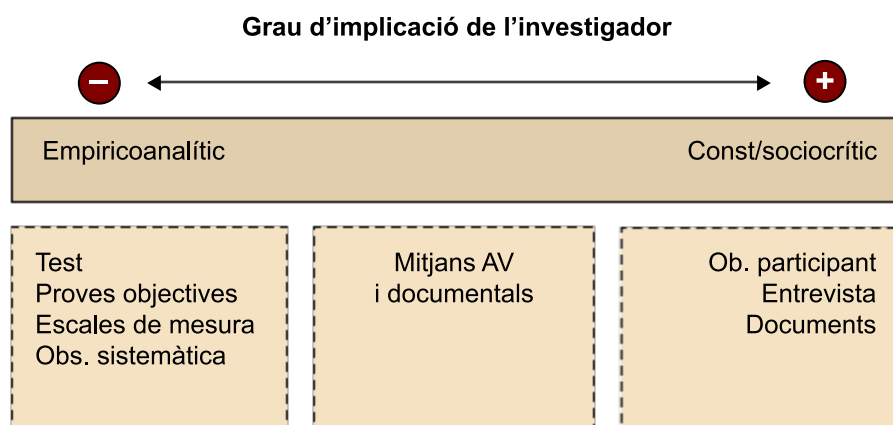 Grau d’implicació de l’investigador
− +
Empiricoanalític Const/sociocrític
Test
Proves objectives
Escales de mesura
Obs. sistemàtica
Mitjans AV
i documentals
Ob. participant
Entrevista
Documents